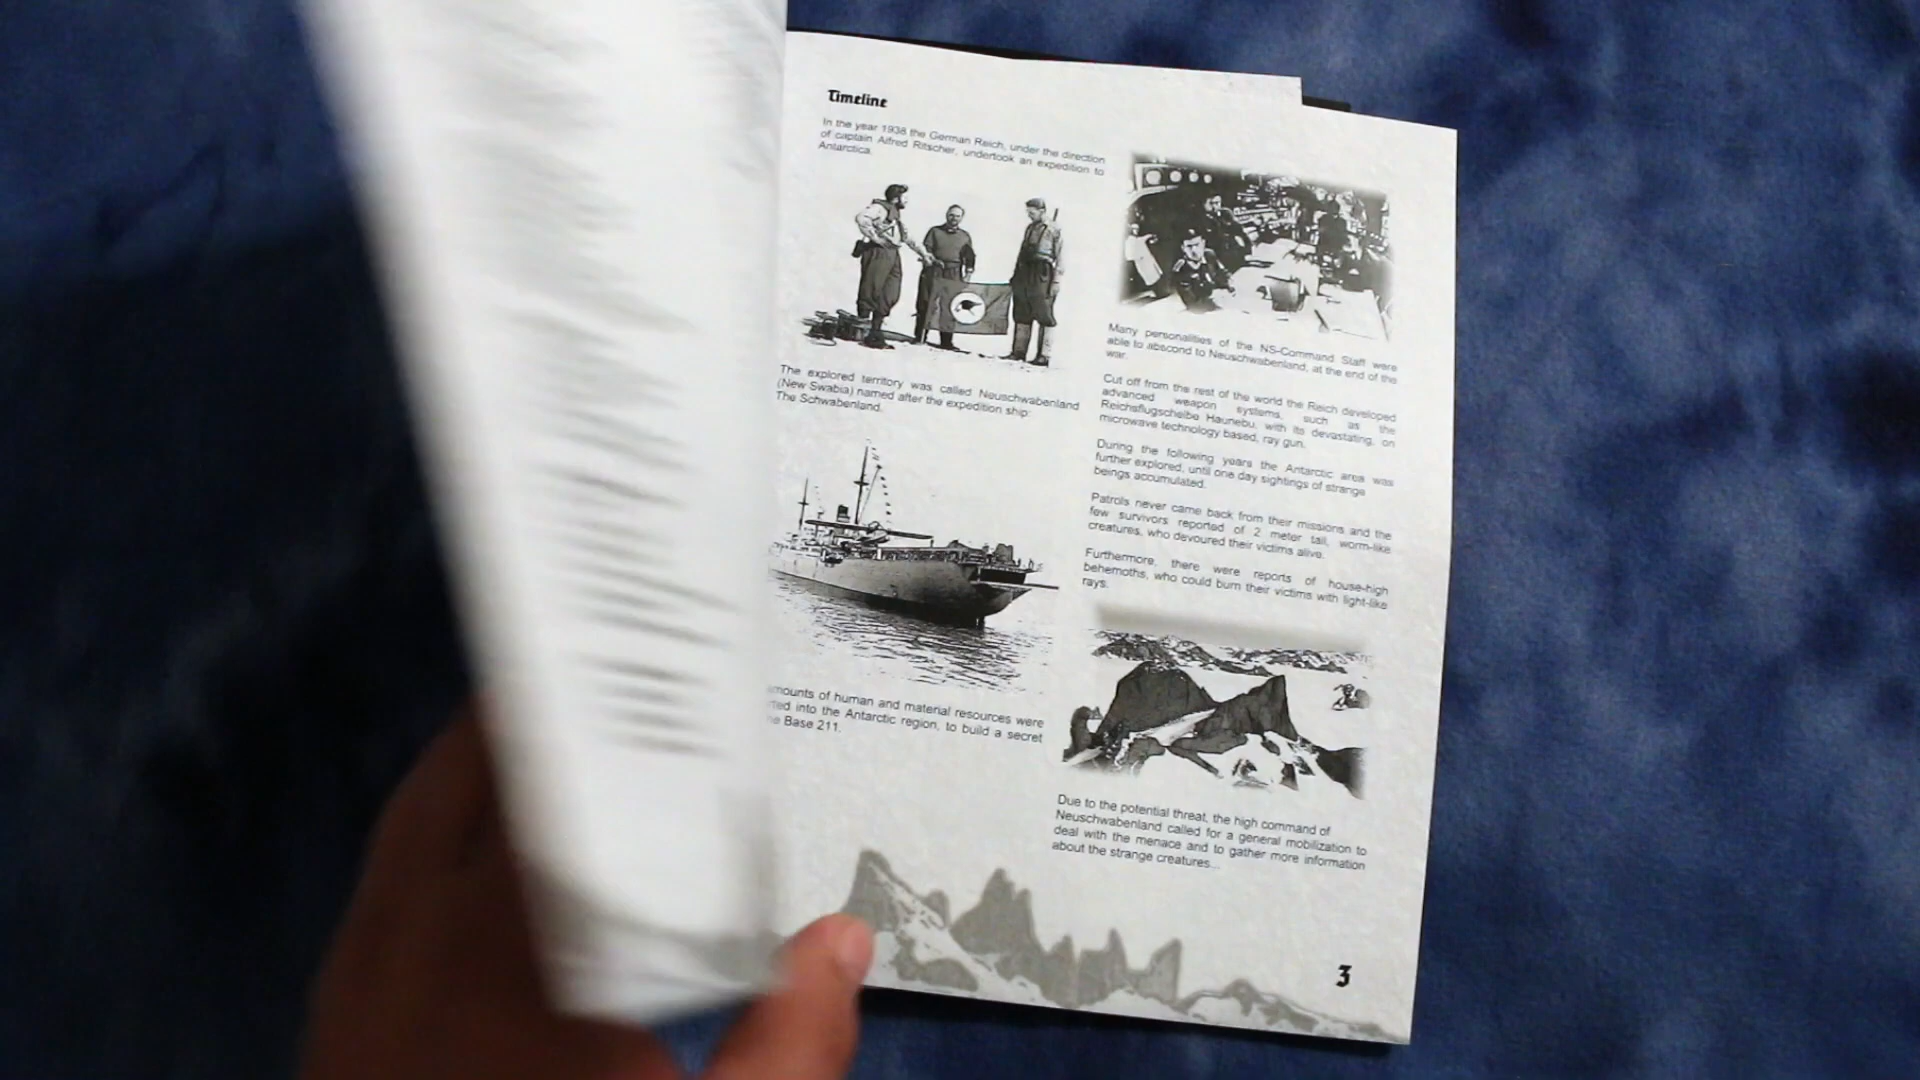 Timeline
In the year 1938 the German Reich, under the direction
of captain Alfred Ritscher, undertook an expedition to
Antarctica.
The explored territory was called Neuschwabenland
(New Swabia) named after the expedition ship:
The Schwabenland.
mounts of human and material resources were
ted into the Antarctic region, to build a secret
Base 211.
Many personalities of the NS-Command Staff were
able to abscond to Neuschwabenland, at the end of the
war.
Cut off from the rest of the world the Reich developed
advanced weapon systems, such as the
Reichsflugscheibe Haunebu, with its devastating, on
microwave technology based, ray gun.
During the following years the Antarctic area was
further explored, until one day sightings of strange
beings accumulated.
Patrols never came back from their missions and the
few survivors reported of 2 meter tall, worm-like
creatures, who devoured their victims alive.
Furthermore, there were reports of house-high
behemoths, who could burn their victims with light-like
rays.
Due to the potential threat, the high command of
Neuschwabenland called for a general mobilization to
deal with the menace and to gather more information
about the strange creatures...
3